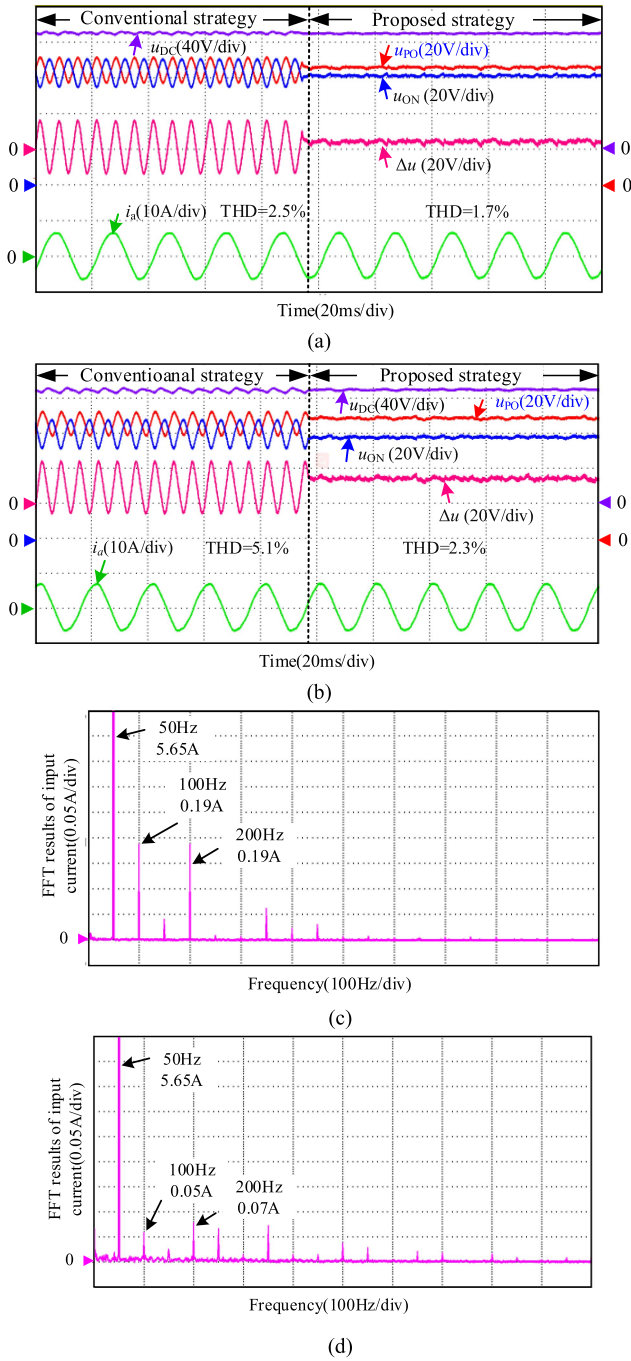 Conventional strategy
Proposed strategy
uDC(40V/div)
uPO(20V/div)
uON (20V/div)
0
0
Δu (20V/div)
0
0
ia(10A/div)
THD=2.5%
THD=1.7%
0
Time(20ms/div)
(a)
Conventioanal strategy
Proposed strategy
uDC(40V/div)
uPO(20V/div)
uON (20V/div)
0
Δu (20V/div)
0
0
0
ia(10A/div)
THD=5.1%
THD=2.3%
0
Time(20ms/div)
(b)
FFT results of input
current(0.05A/div)
50Hz
5.65A
100Hz
0.19A
200Hz
0.19A
0
Frequency(100Hz/div)
(c)
FFT results of input
current(0.05A/div)
50Hz
5.65A
100Hz
0.05A
200Hz
0.07A
0
Frequency(100Hz/div)
(d)